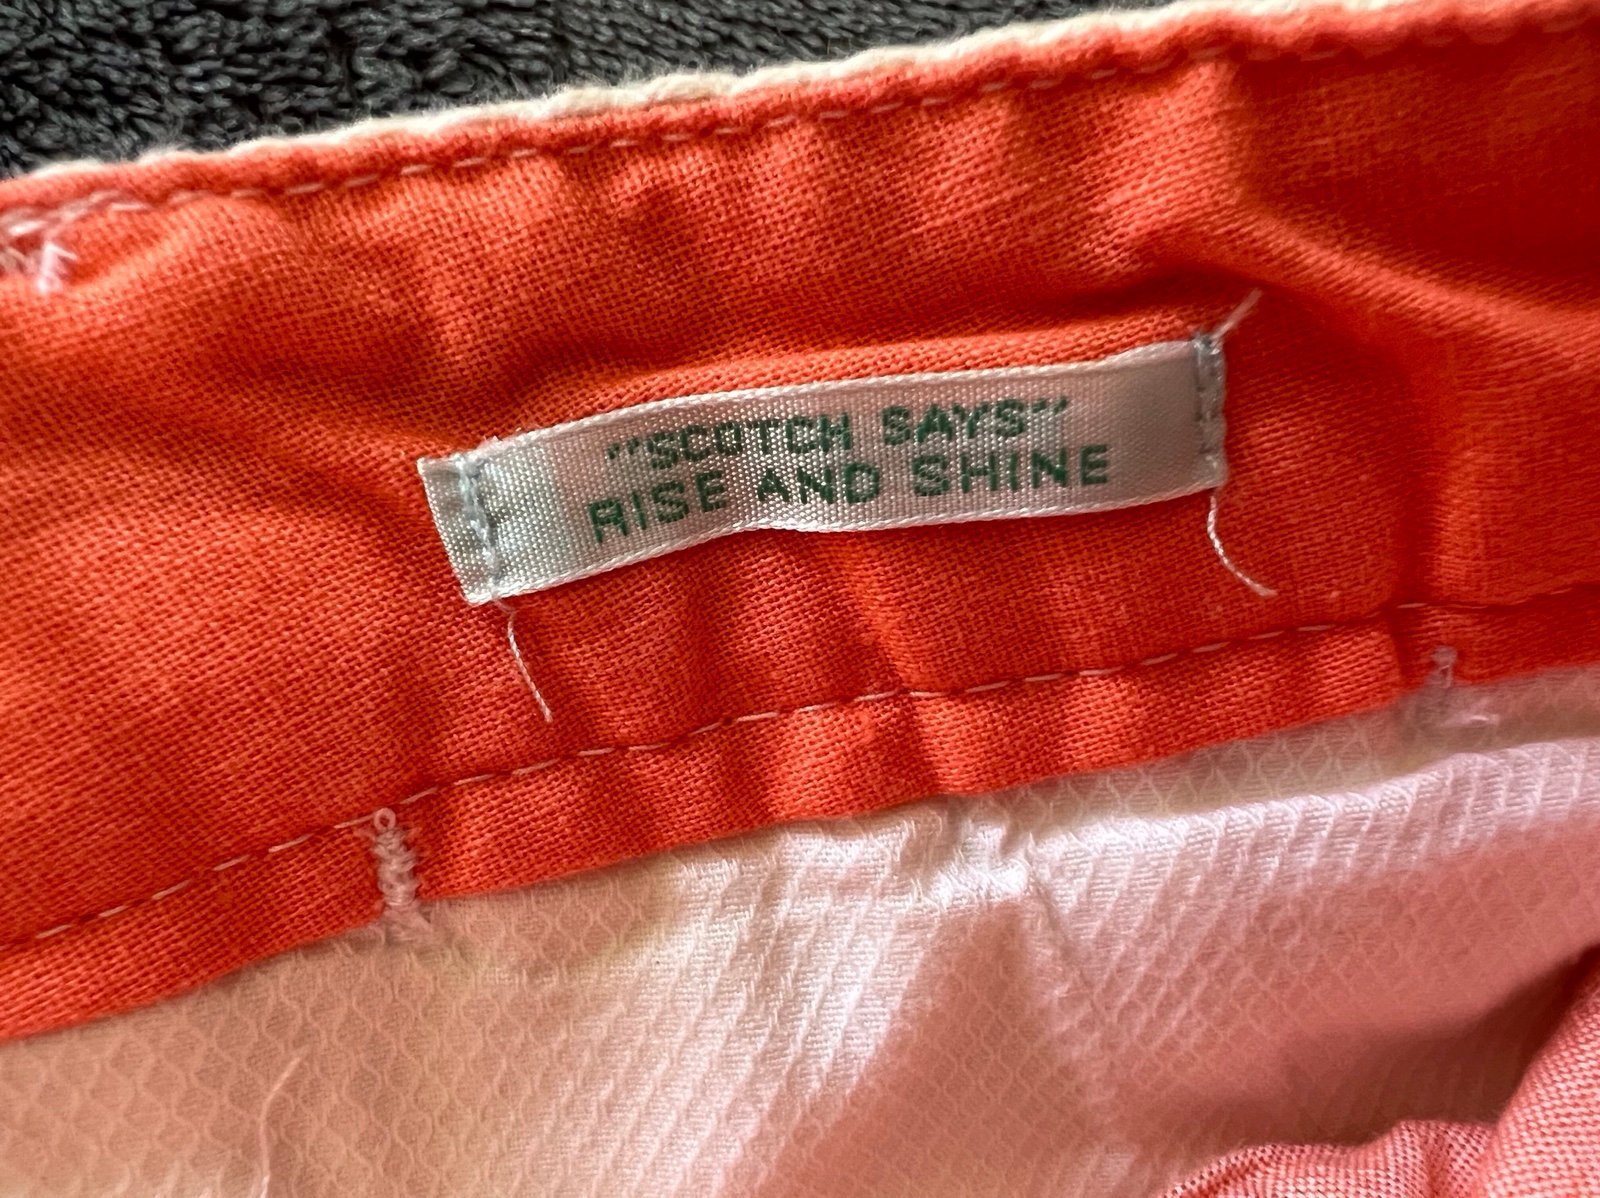 "SCOTCH SAYS"
RISE AND SHINE